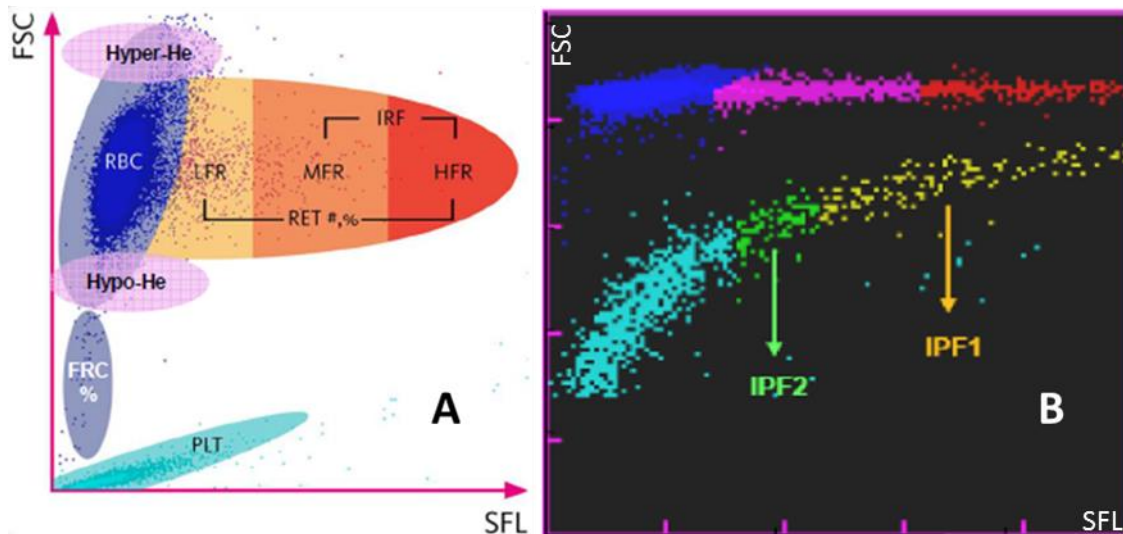 A
FSC
Hyper-He
IRF
RBC
LFR
MFR
HFR
RET #,%
Hypo-He
FRC
%
PLT
SFL
B
FSC
IPF2
IPF1
SFL